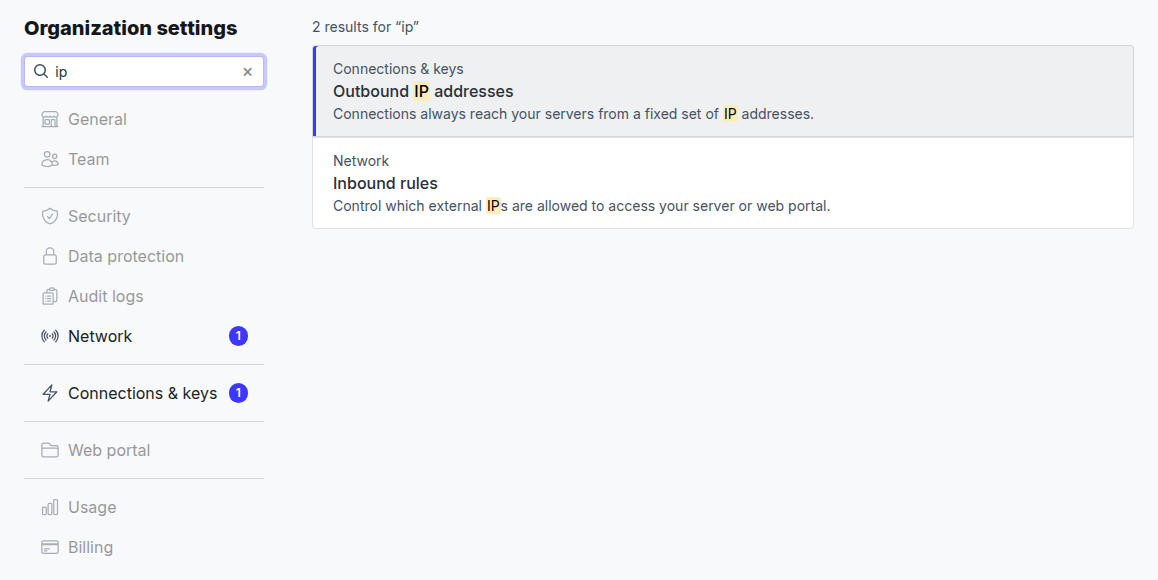 Organization settings
ip
General
Team
Security
Data protection
Audit logs
Network 1
Connections & keys 1
Web portal
Usage
Billing
2 results for “ip”
Connections & keys
Outbound IP addresses
Connections always reach your servers from a fixed set of IP addresses.
Network
Inbound rules
Control which external IPs are allowed to access your server or web portal.